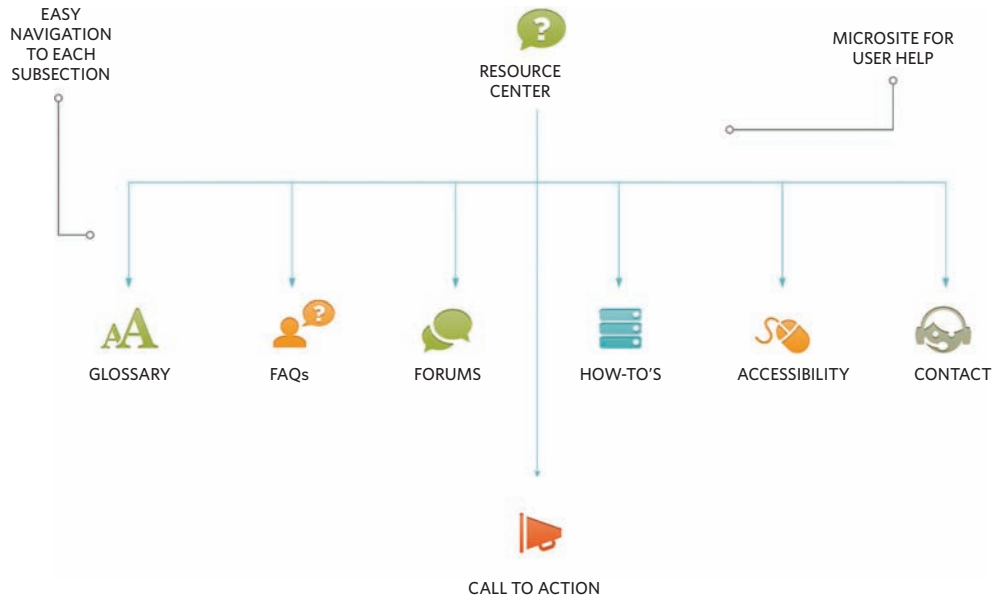 EASY
NAVIGATION
TO EACH
SUBSECTION
?
RESOURCE
CENTER
MICROSITE FOR
USER HELP
AA
?
GLOSSARY
FAQs
FORUMS
HOW-TO’S
ACCESSIBILITY
CONTACT
CALL TO ACTION